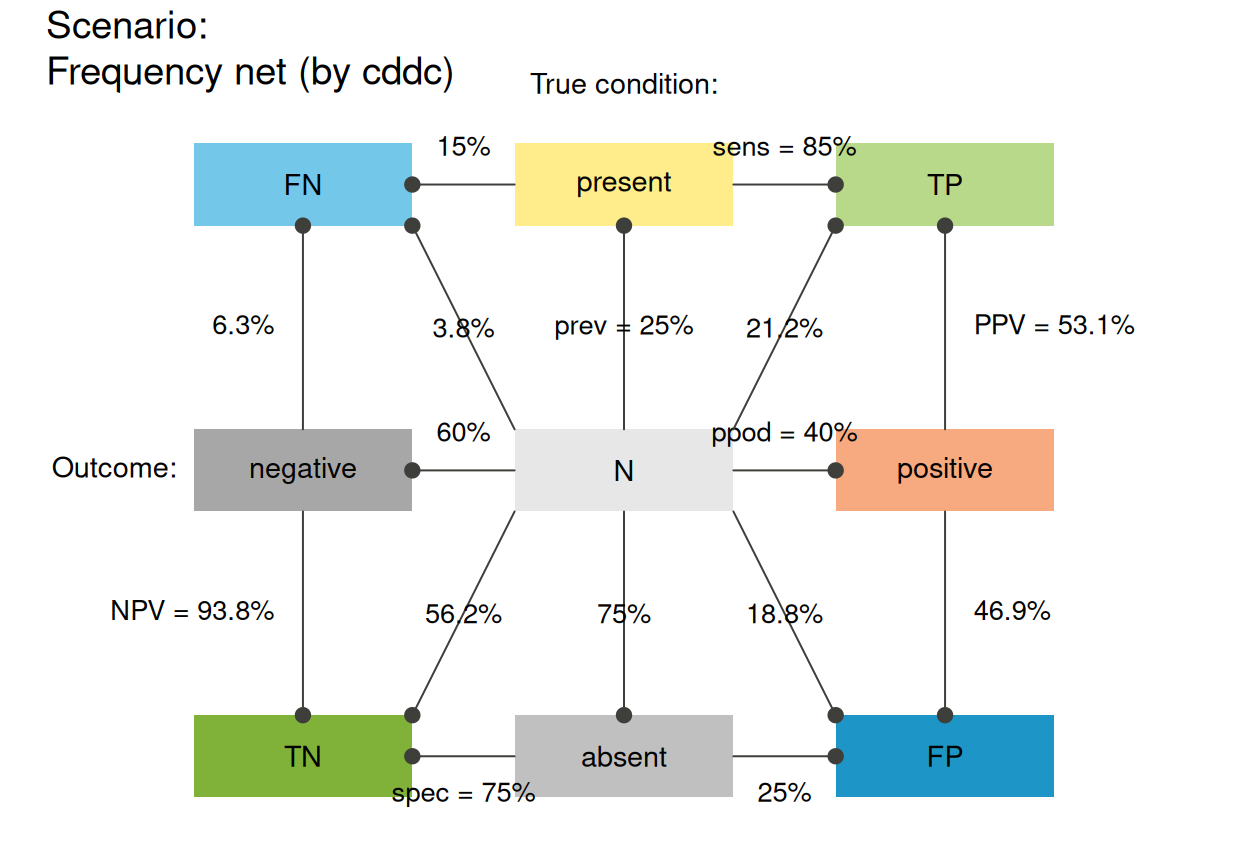 Scenario:
Frequency net (by cddc)
True condition:
15%
sens = 85%
FN
present
TP
6.3%
3.8%
prev = 25%
21.2%
PPV = 53.1%
60%
ppod = 40%
Outcome:
negative
N
positive
NPV = 93.8%
56.2%
75%
18.8%
46.9%
TN
absent
FP
spec = 75%
25%